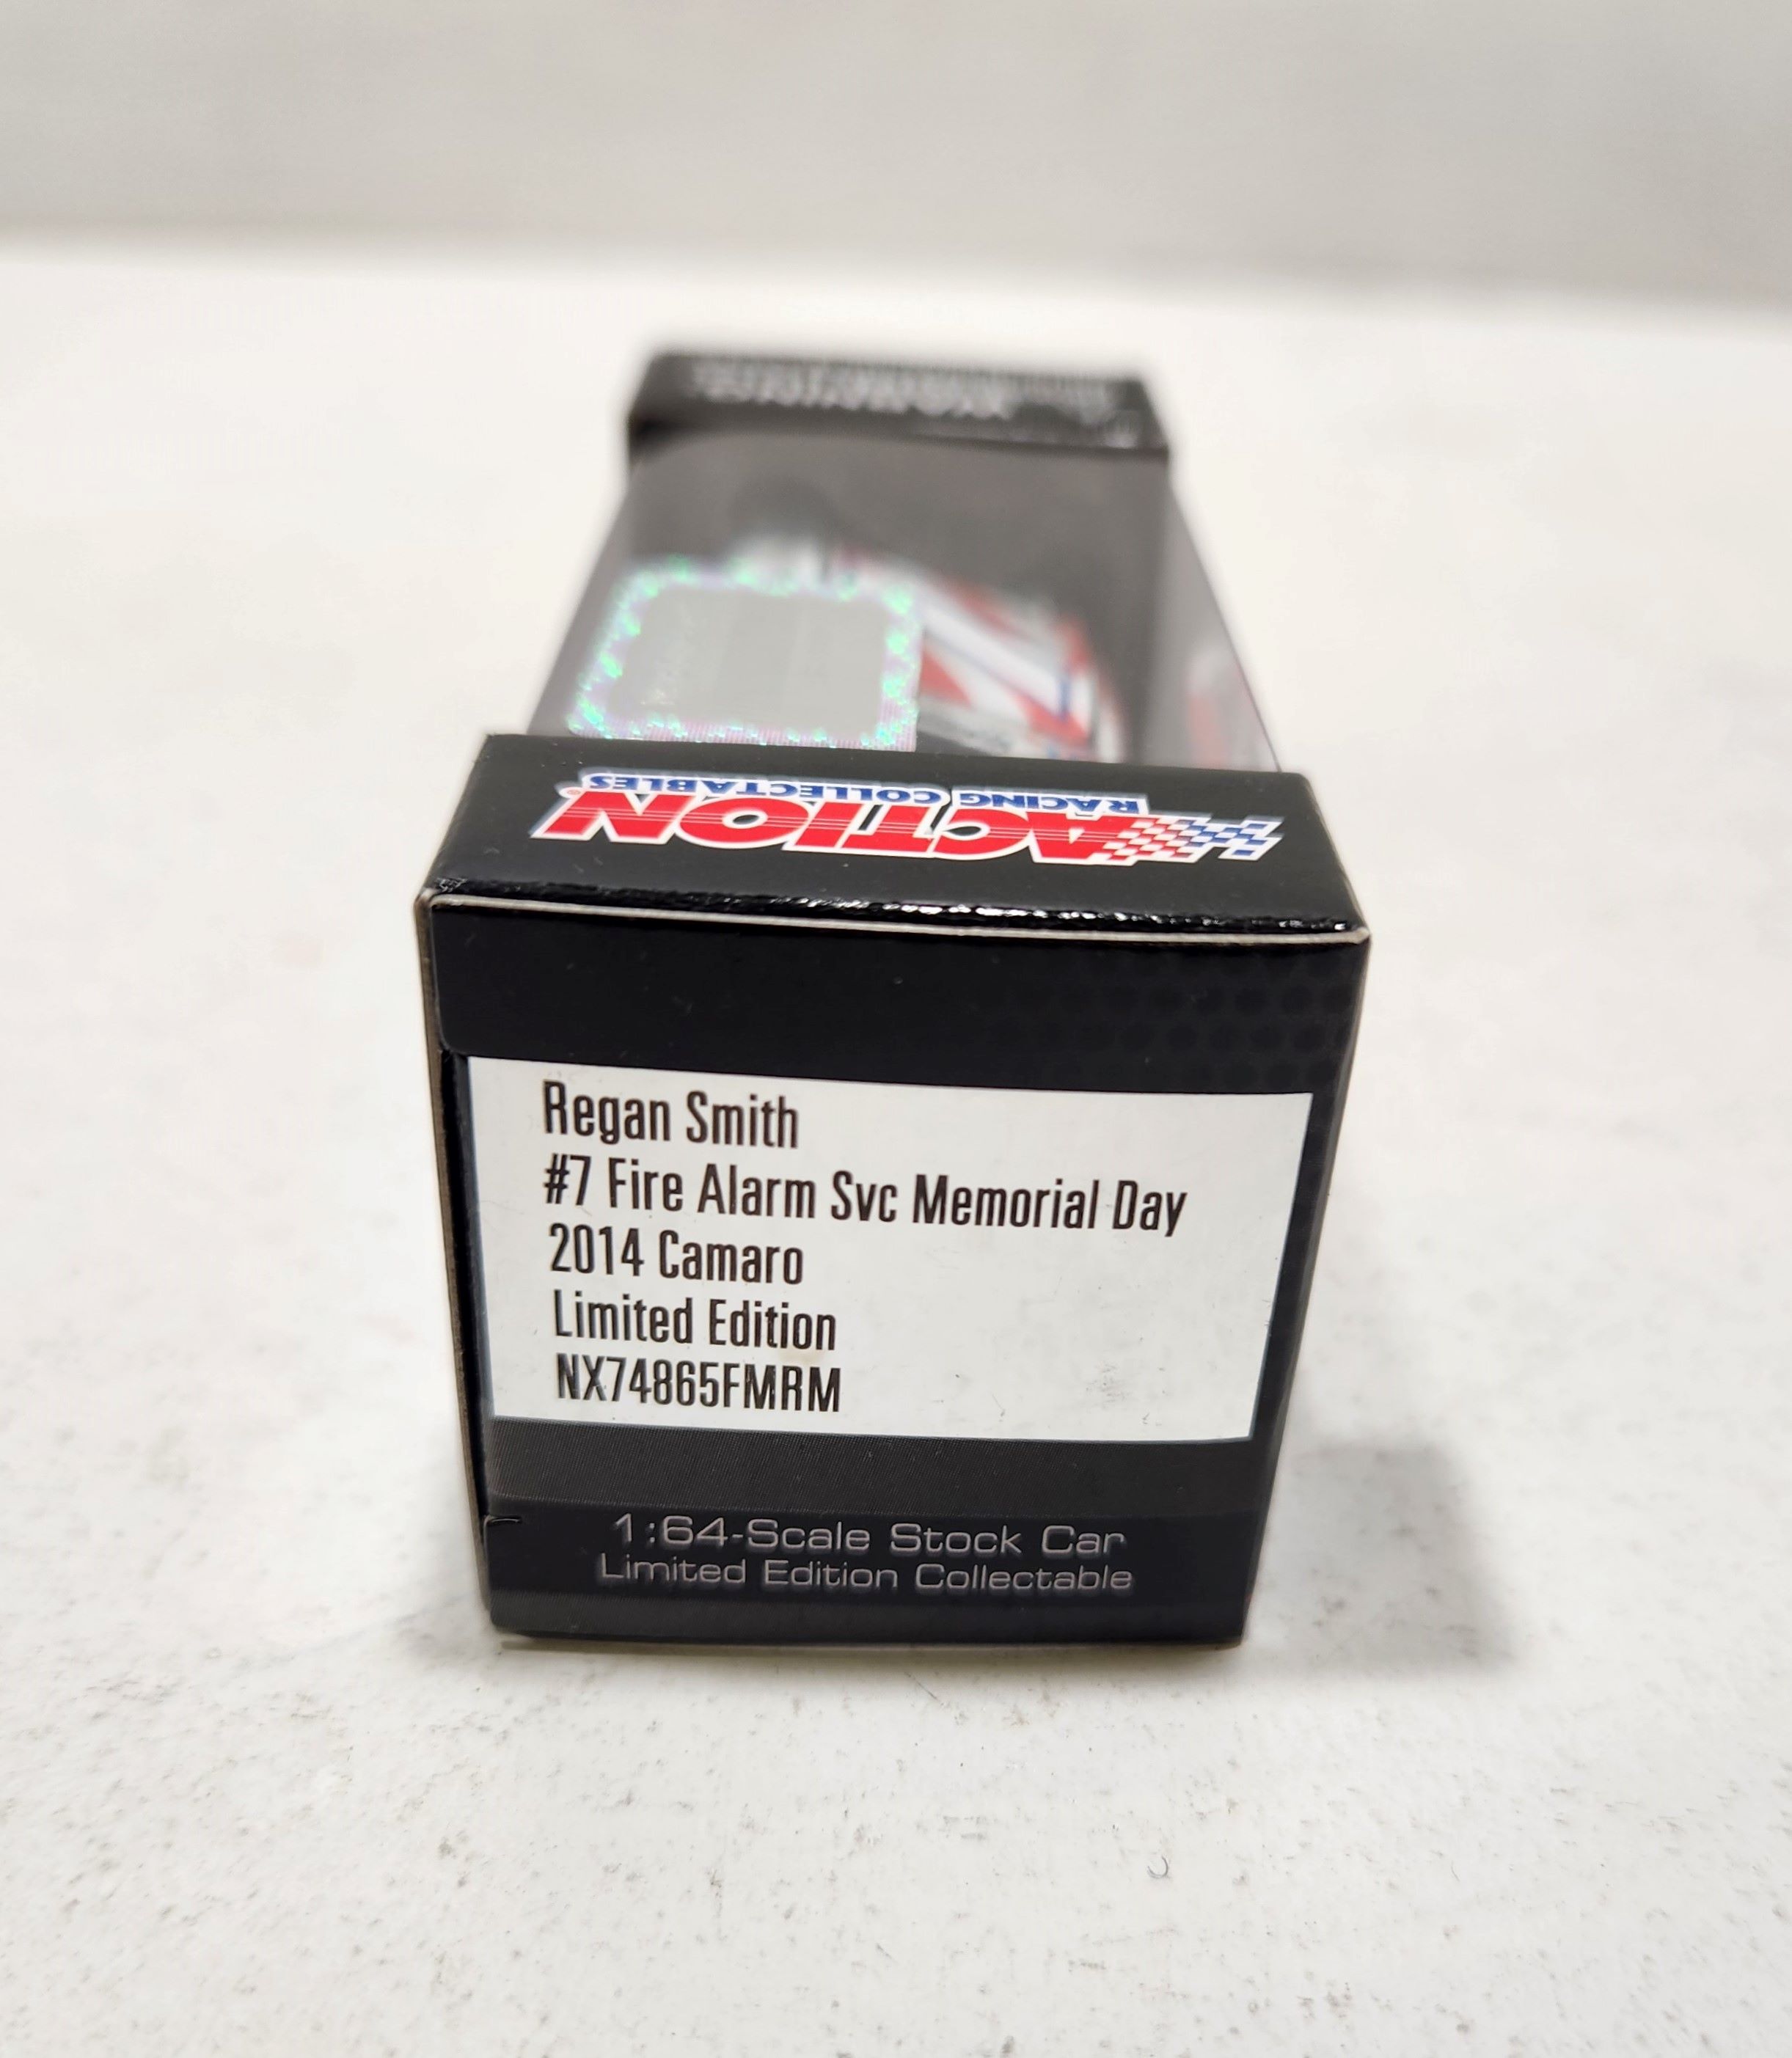 RACING COLLECTABLES
ACTION
Regan Smith
#7 Fire Alarm Svc Memorial Day
2014 Camaro
Limited Edition
NX74865FMRM
1:64-Scale Stock Car
Limited Edition Collectable